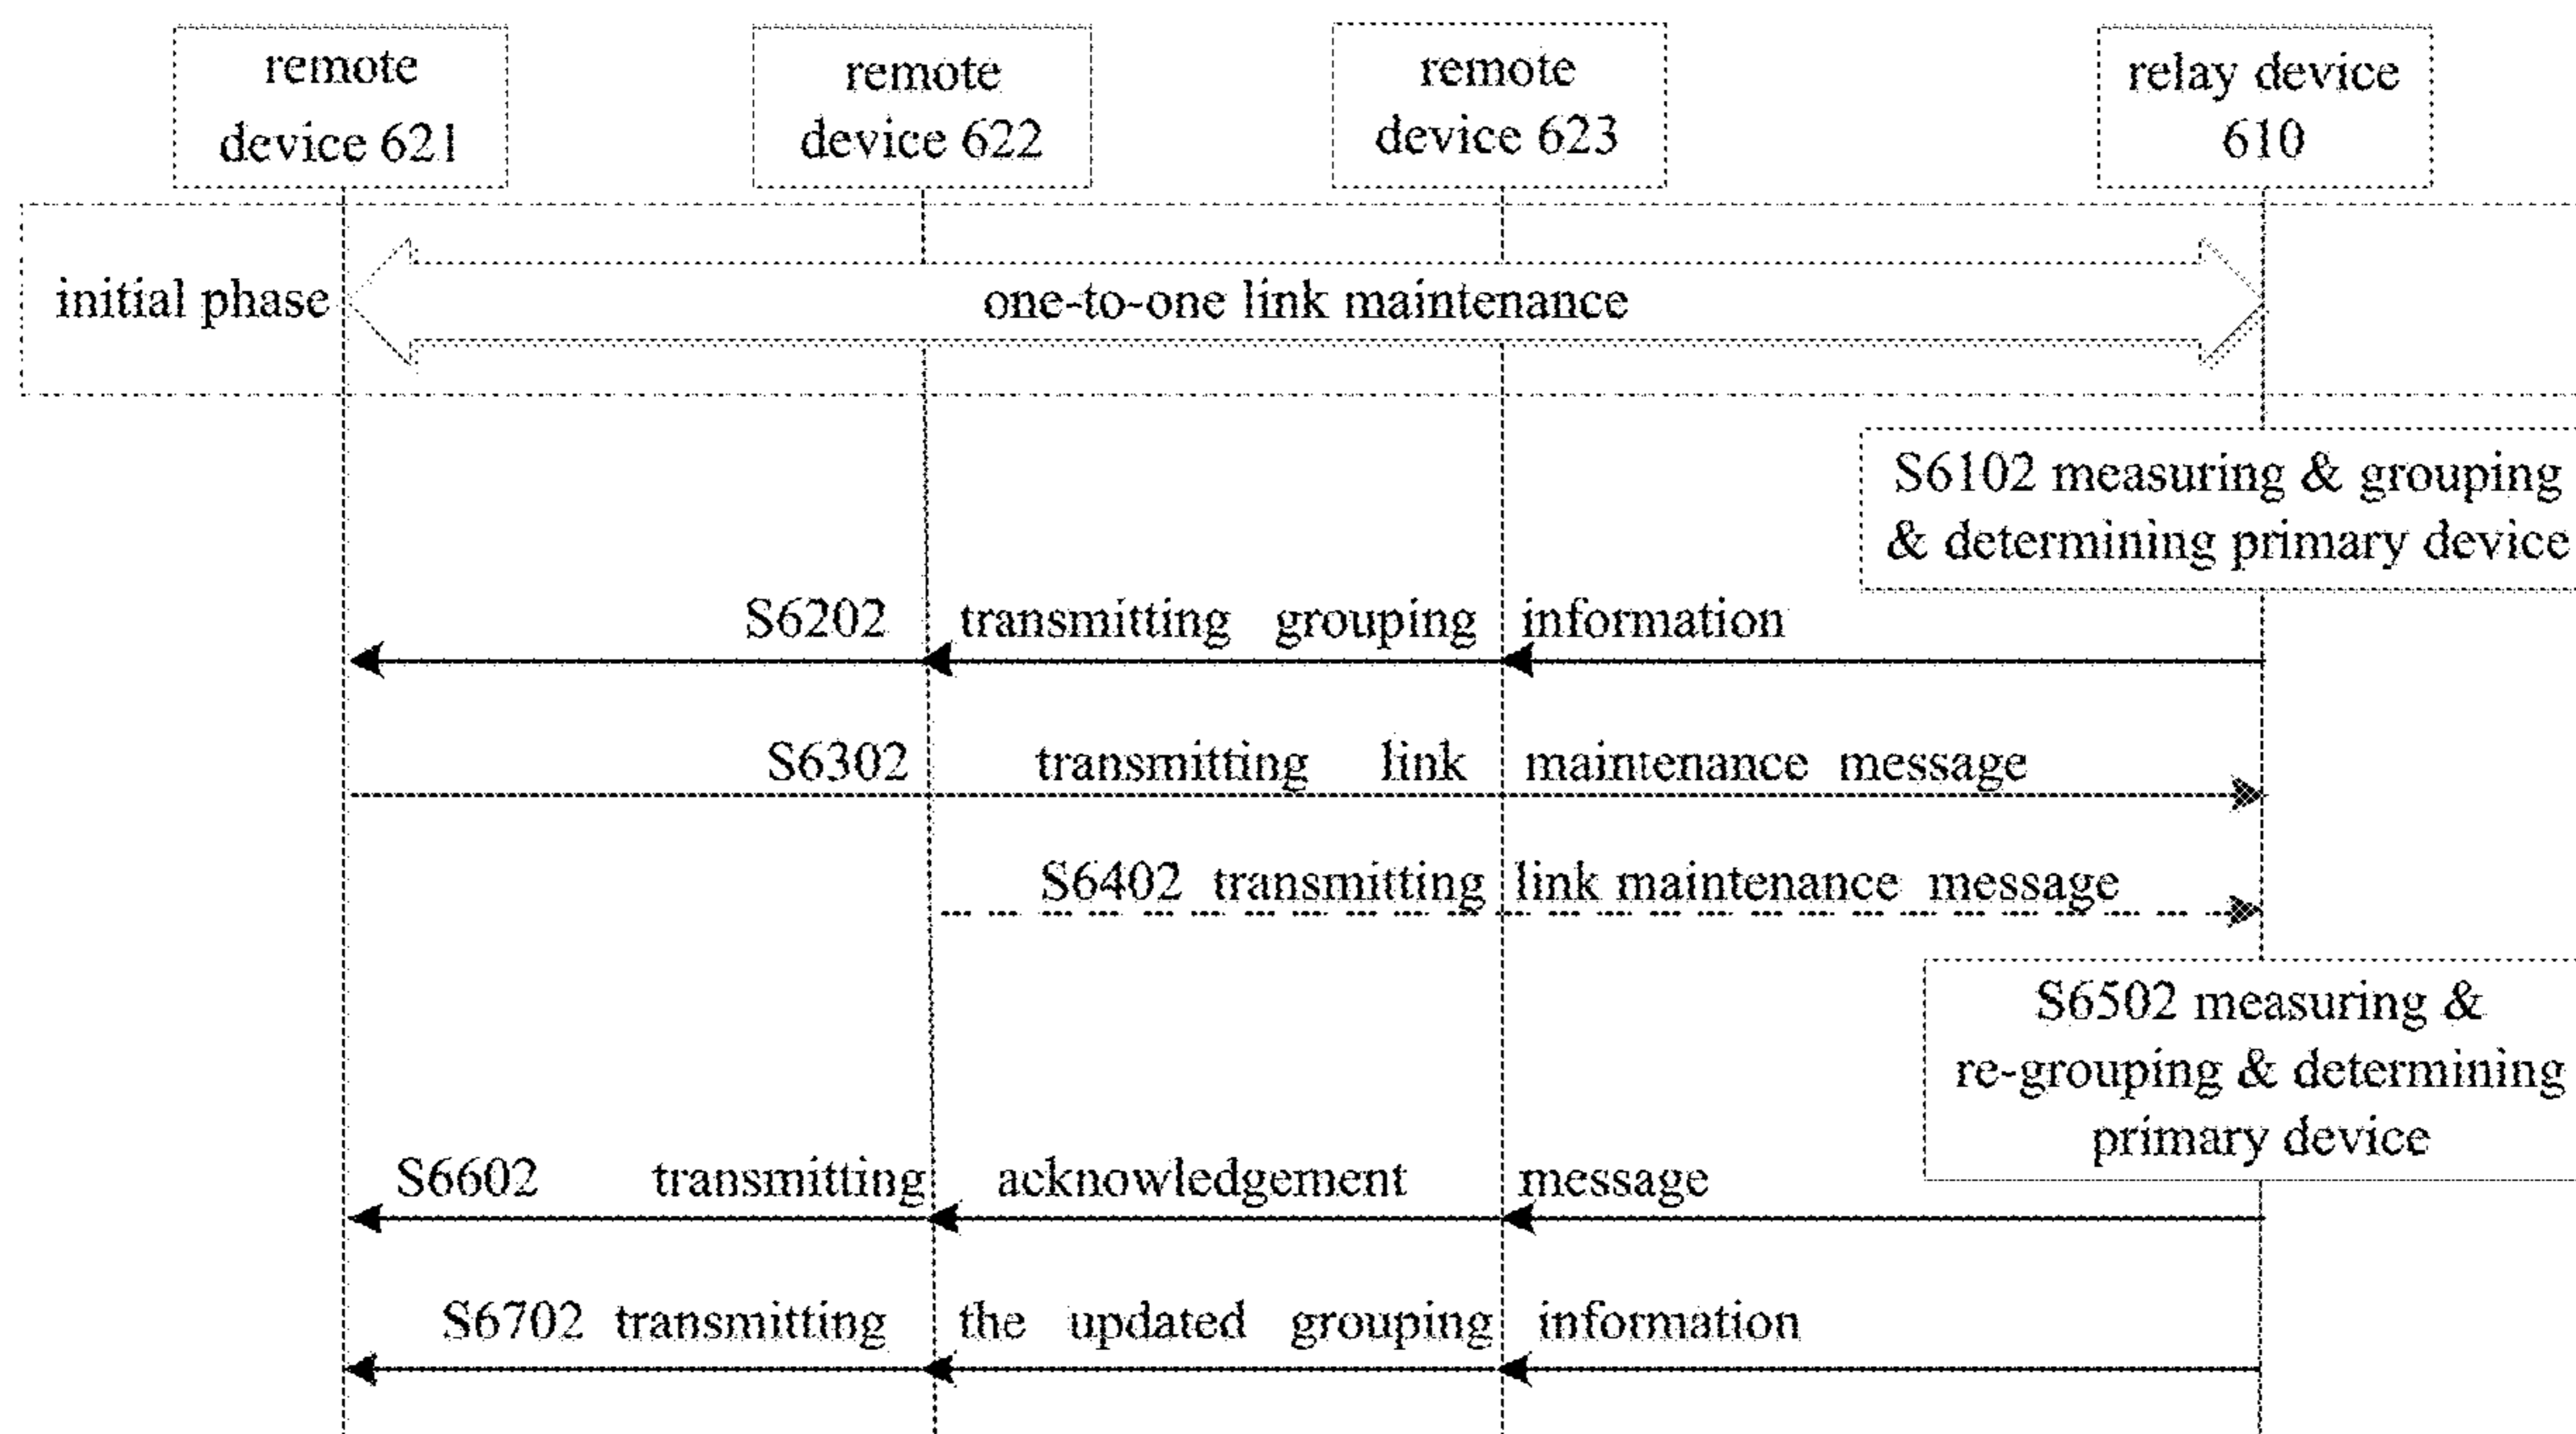 remote
device 621
remote
device 622
remote
device 623
relay device
610
initial phase
one-to-one link maintenance
S6102 measuring & grouping
& determining primary device
S6202 transmitting grouping information
S6302 transmitting link maintenance message
S6402 transmitting link maintenance message
S6502 measuring &
re-grouping & determining
primary device
S6602 transmitting acknowledgement message
S6702 transmitting the updated grouping information